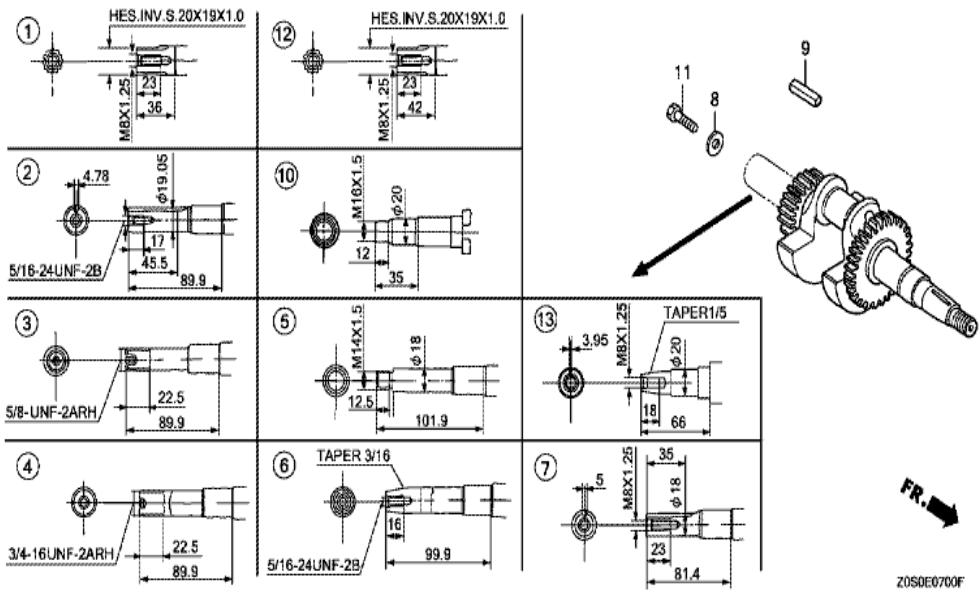 1
HES.INV.S.20X19X1.0
M8X1.25
23
36
12
HES.INV.S.20X19X1.0
M8X1.25
23
42
9
11
8
2
4.78
ϕ19.05
17
45.5
89.9
5/16-24UNF-2B
10
M16X1.5
ϕ20
12
35
3
22.5
89.9
5/8-UNF-2ARH
5
M14X1.5
ϕ18
12.5
101.9
13
3.95
M8X1.25
TAPER1/5
ϕ20
18
66
4
22.5
89.9
3/4-16UNF-2ARH
6
TAPER 3/16
16
99.9
5/16-24UNF-2B
7
5
M8X1.25
35
ϕ18
23
81.4
FR.
Z0S0E0700F